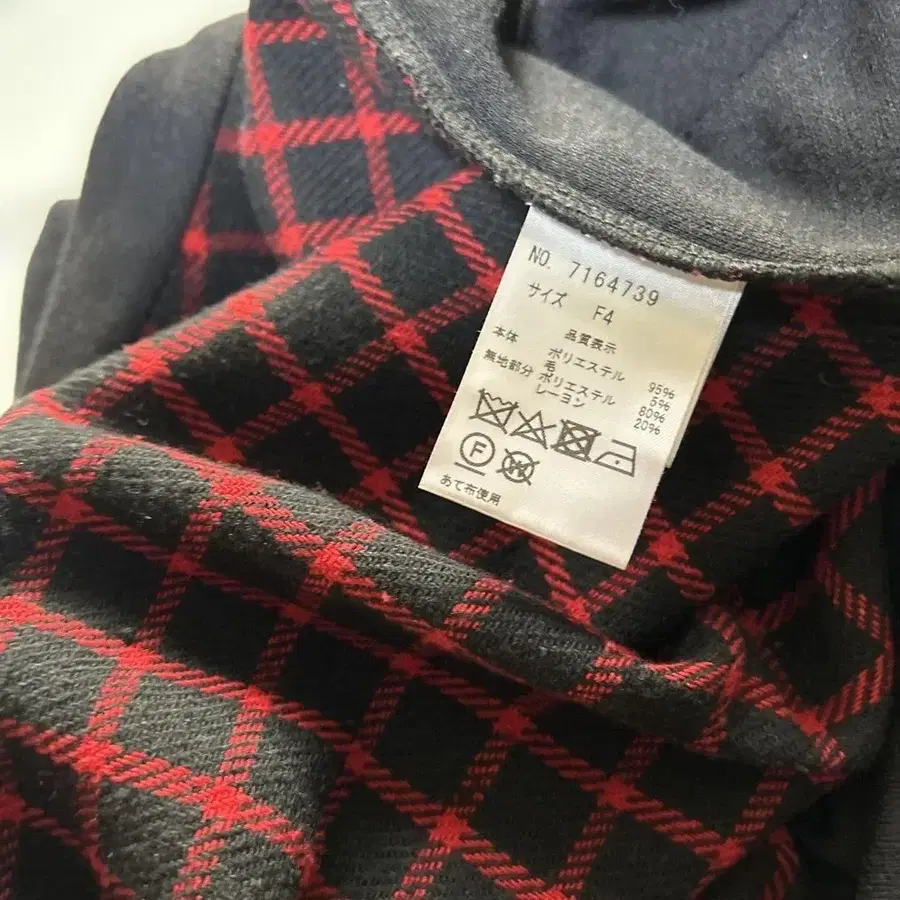 NO. 7164739
サイズ F4
品質表示
本体 ポリエステル 95%
毛 5%
無地部分 ポリエステル 80%
レーヨン 20%
F W
あて布使用